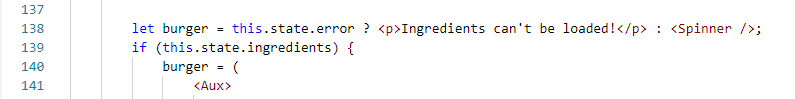 137
138 let burger = this.state.error ? <p>Ingredients can't be loaded!</p> : <Spinner />;
139 if (this.state.ingredients) {
140 burger = (
141 <Aux>